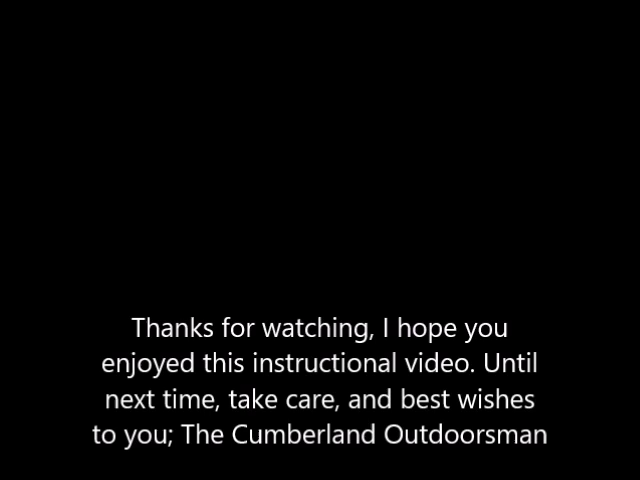 Thanks for watching, I hope you
enjoyed this instructional video. Until
next time, take care, and best wishes
to you; The Cumberland Outdoorsman